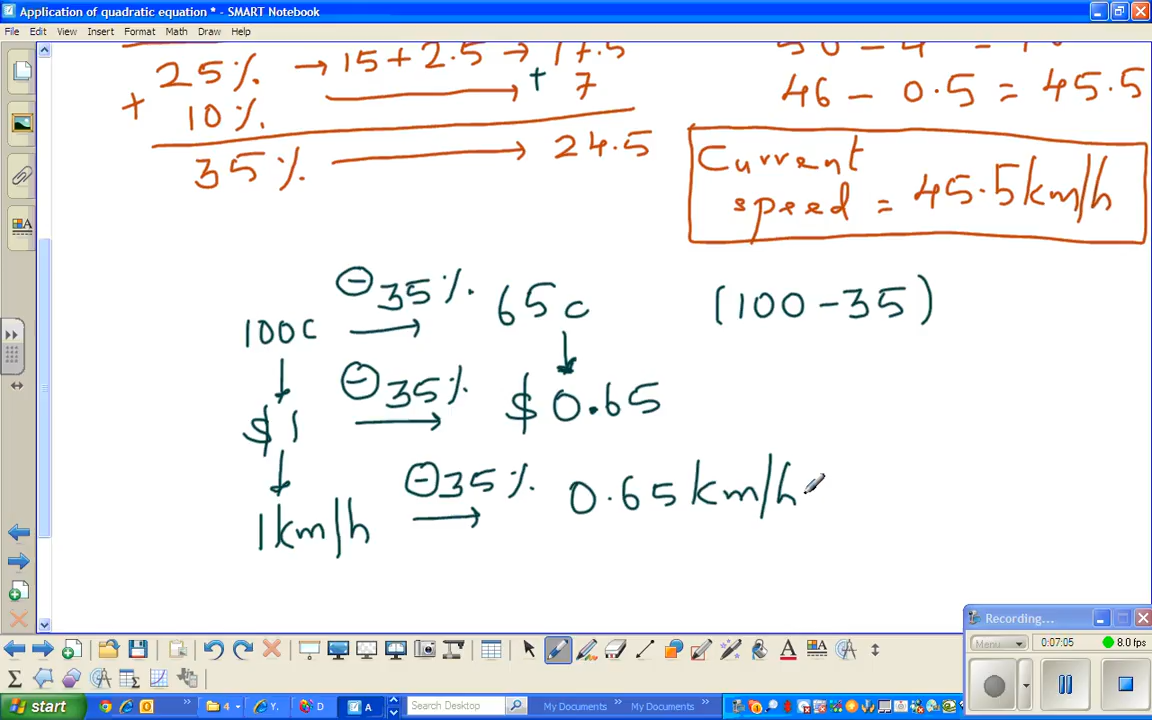 Application of quadratic equation * - SMART Notebook
File Edit View Insert Format Math Draw Help
25% → 15 + 2.5 → 17.5
+ 10% → + 7
35% → 24.5
46 - 0.5 = 45.5
Current
speed = 45.5km/h
100c ⊖35% → 65c (100-35)
↓ ↓
$1 ⊖35% → $0.65
↓
1km/h ⊖35% → 0.65km/h
Recording...
Menu 0:07:05 8.0 fps
start 4 Y. D A Search Desktop My Documents My Documents